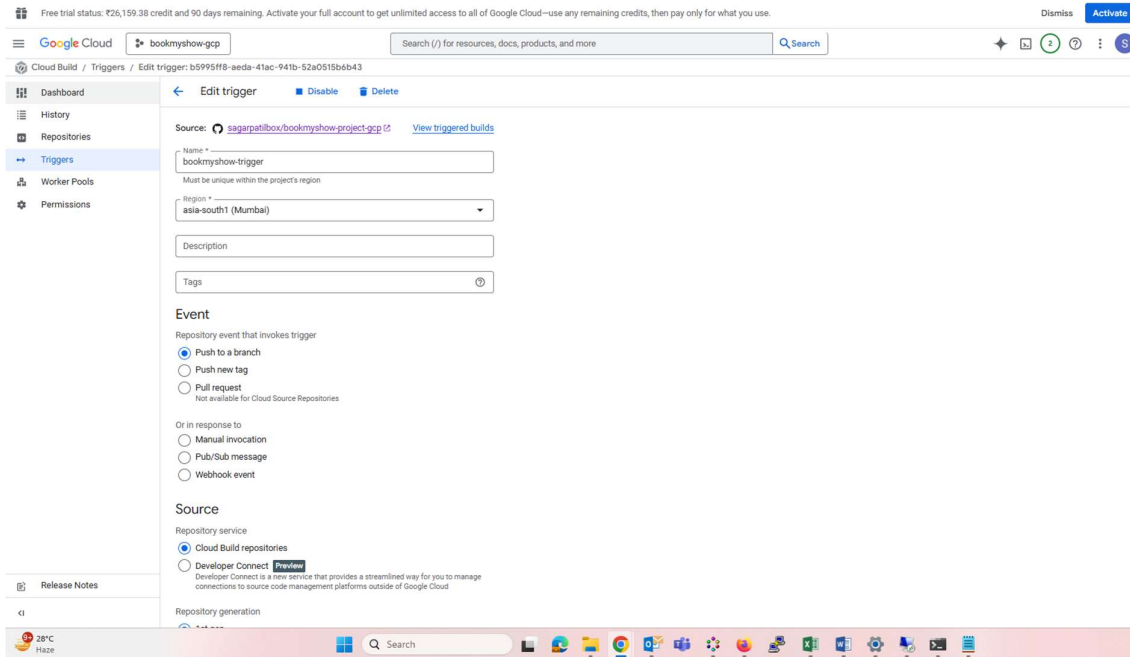 Free trial status: ₹26,159.38 credit and 90 days remaining. Activate your full account to get unlimited access to all of Google Cloud—use any remaining credits, then pay only for what you use.
Dismiss
Activate
Google Cloud
bookmyshow-gcp
Search (/) for resources, docs, products, and more
Search
2
S
Cloud Build / Triggers / Edit trigger: b5995ff8-aeda-41ac-941b-52a0515b6b43
Dashboard
History
Repositories
Triggers
Worker Pools
Permissions
Release Notes
Edit trigger
Disable
Delete
Source: sagarpatilbox/bookmyshow-project-gcp
View triggered builds
Name *
bookmyshow-trigger
Must be unique within the project's region
Region *
asia-south1 (Mumbai)
Description
Tags
Event
Repository event that invokes trigger
Push to a branch
Push new tag
Pull request
Not available for Cloud Source Repositories
Or in response to
Manual invocation
Pub/Sub message
Webhook event
Source
Repository service
Cloud Build repositories
Developer Connect Preview
Developer Connect is a new service that provides a streamlined way for you to manage
connections to source code management platforms outside of Google Cloud
Repository generation
9+
28°C
Haze
Search